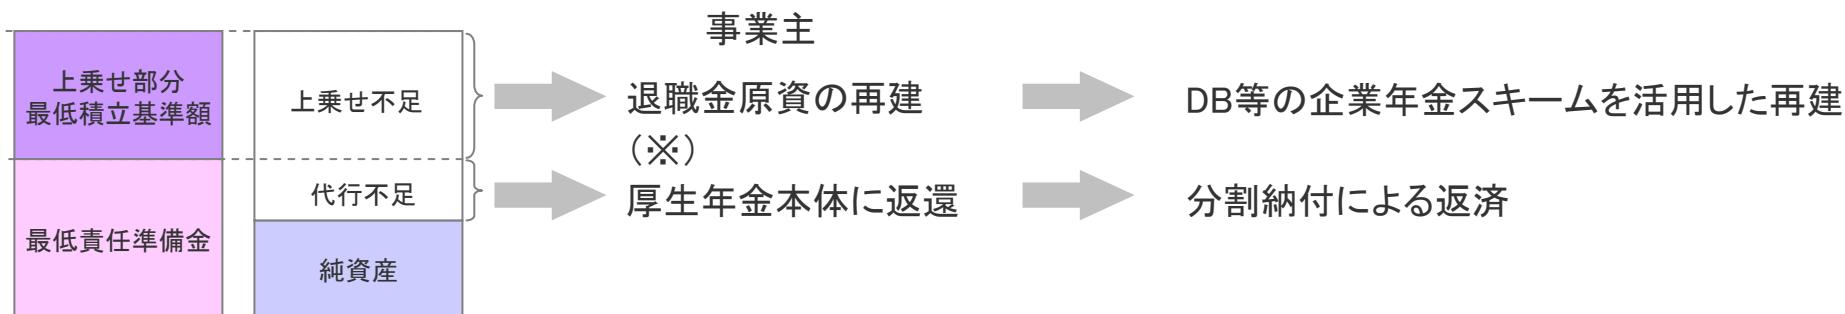 事業主
上乗せ部分
最低積立基準額
上乗せ不足
退職金原資の再建
(※)
DB等の企業年金スキームを活用した再建
代行不足
厚生年金本体に返還
分割納付による返済
最低責任準備金
純資産